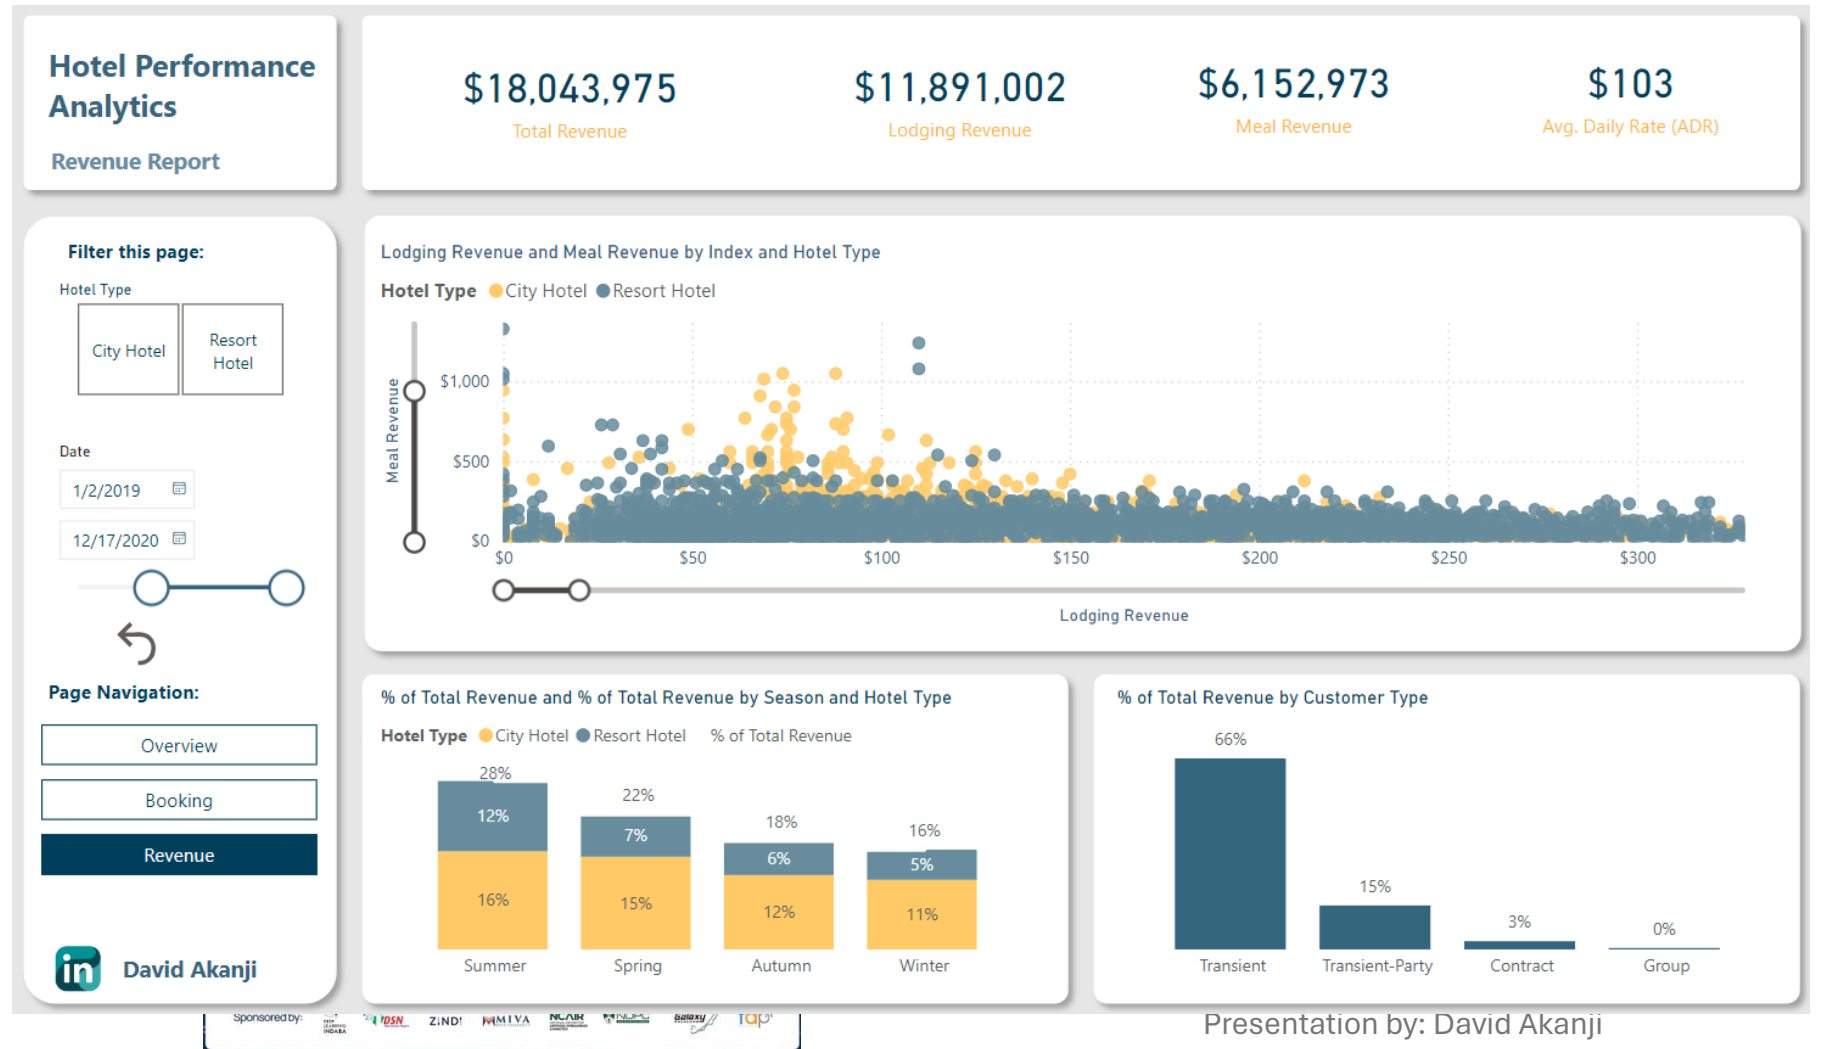 Hotel Performance
Analytics
Revenue Report
$18,043,975
Total Revenue
$11,891,002
Lodging Revenue
$6,152,973
Meal Revenue
$103
Avg. Daily Rate (ADR)
Filter this page:
Hotel Type
City Hotel
Resort
Hotel
Date
1/2/2019
12/17/2020
Page Navigation:
Overview
Booking
Revenue
in
David Akanji
Lodging Revenue and Meal Revenue by Index and Hotel Type
Hotel Type City Hotel Resort Hotel
Meal Revenue
$1,000
$500
$0
$0 $50 $100 $150 $200 $250 $300
Lodging Revenue
% of Total Revenue and % of Total Revenue by Season and Hotel Type
Hotel Type City Hotel Resort Hotel % of Total Revenue
28%
22%
18%
16%
12%
7%
6%
5%
16%
15%
12%
11%
Summer Spring Autumn Winter
% of Total Revenue by Customer Type
66%
15%
3%
0%
Transient Transient-Party Contract Group
Sponsored by:
DSN
ZINDI
MIVA
NCAIR
Galaxy
Presentation by: David Akanji